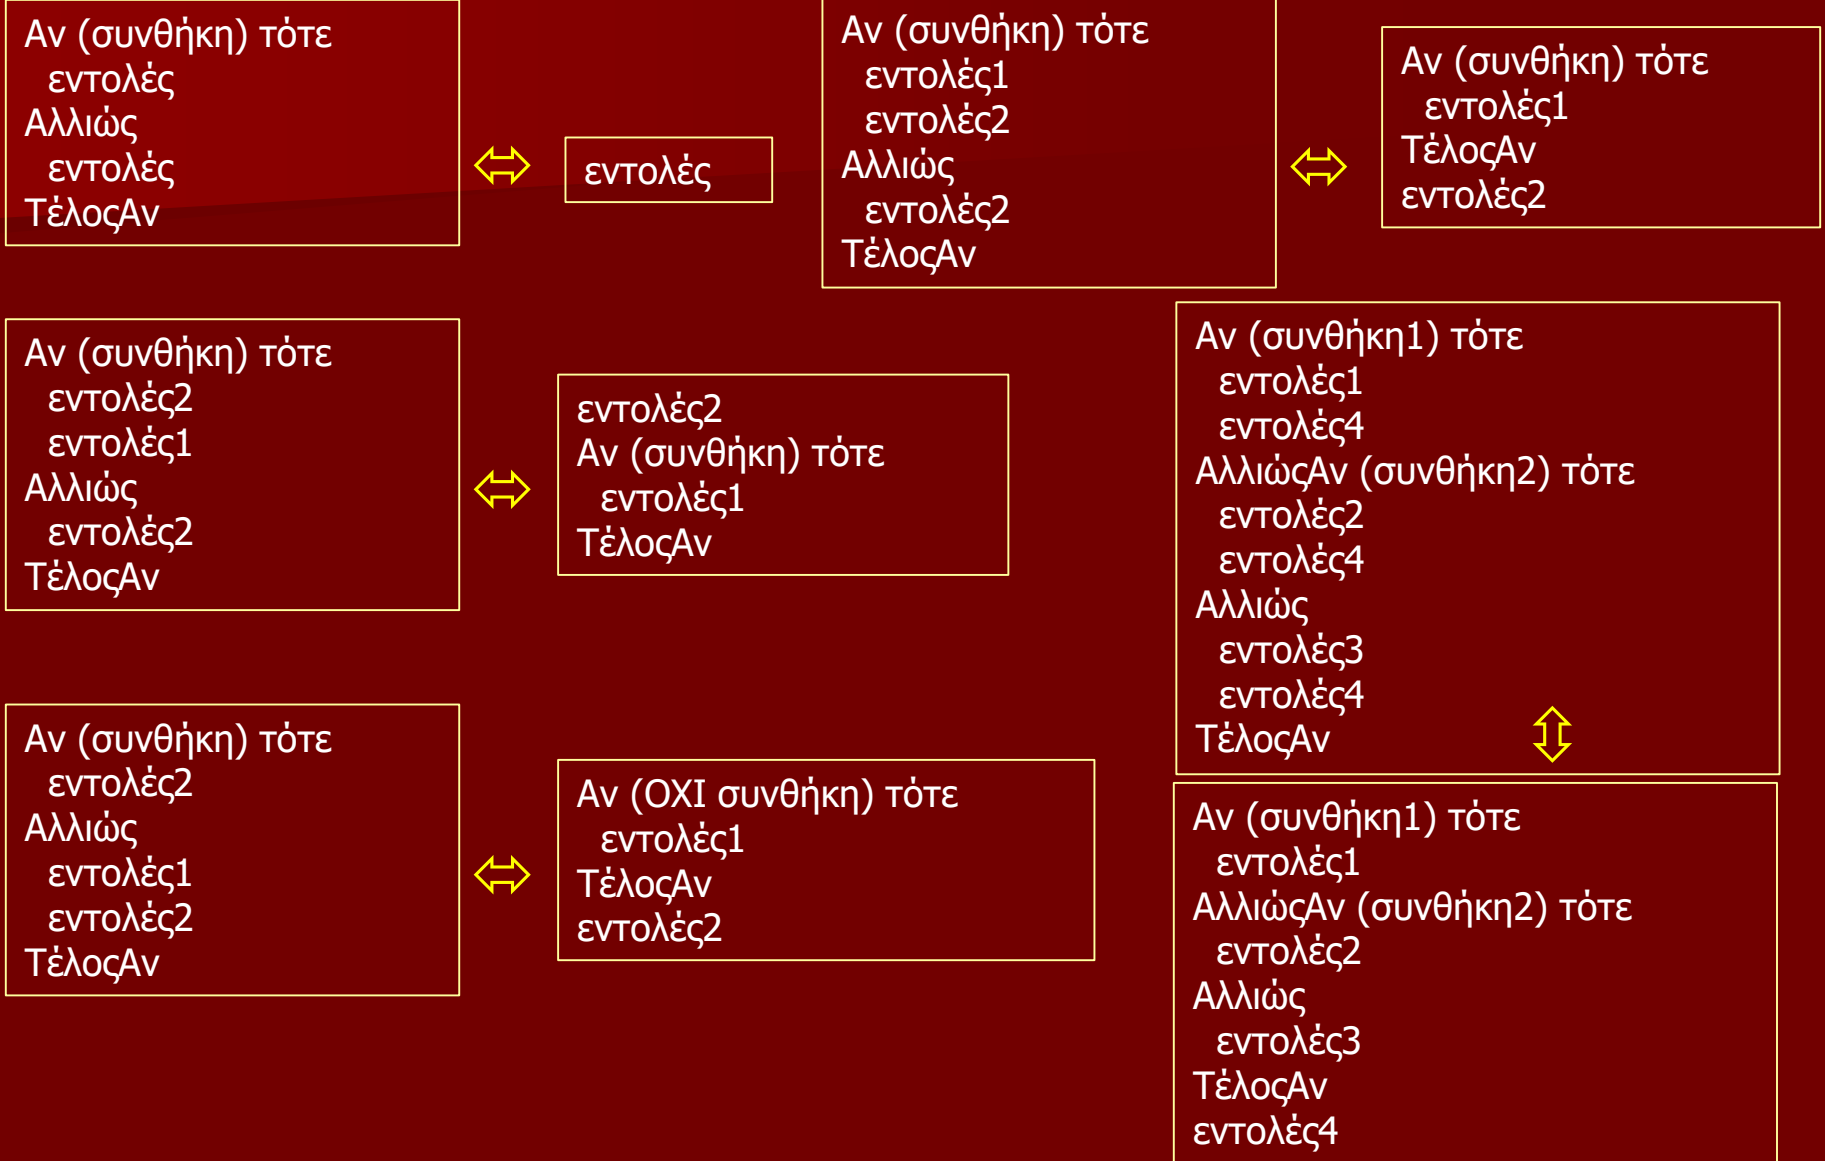 Αν (συνθήκη) τότε
εντολές
Αλλιώς
εντολές
ΤέλοςΑν
εντολές
Αν (συνθήκη) τότε
εντολές1
εντολές2
Αλλιώς
εντολές2
ΤέλοςΑν
Αν (συνθήκη) τότε
εντολές1
ΤέλοςΑν
εντολές2
Αν (συνθήκη) τότε
εντολές2
εντολές1
Αλλιώς
εντολές2
ΤέλοςΑν
εντολές2
Αν (συνθήκη) τότε
εντολές1
ΤέλοςΑν
Αν (συνθήκη1) τότε
εντολές1
εντολές4
ΑλλιώςΑν (συνθήκη2) τότε
εντολές2
εντολές4
Αλλιώς
εντολές3
εντολές4
ΤέλοςΑν
Αν (συνθήκη) τότε
εντολές2
Αλλιώς
εντολές1
εντολές2
ΤέλοςΑν
Αν (ΟΧΙ συνθήκη) τότε
εντολές1
ΤέλοςΑν
εντολές2
Αν (συνθήκη1) τότε
εντολές1
ΑλλιώςΑν (συνθήκη2) τότε
εντολές2
Αλλιώς
εντολές3
ΤέλοςΑν
εντολές4